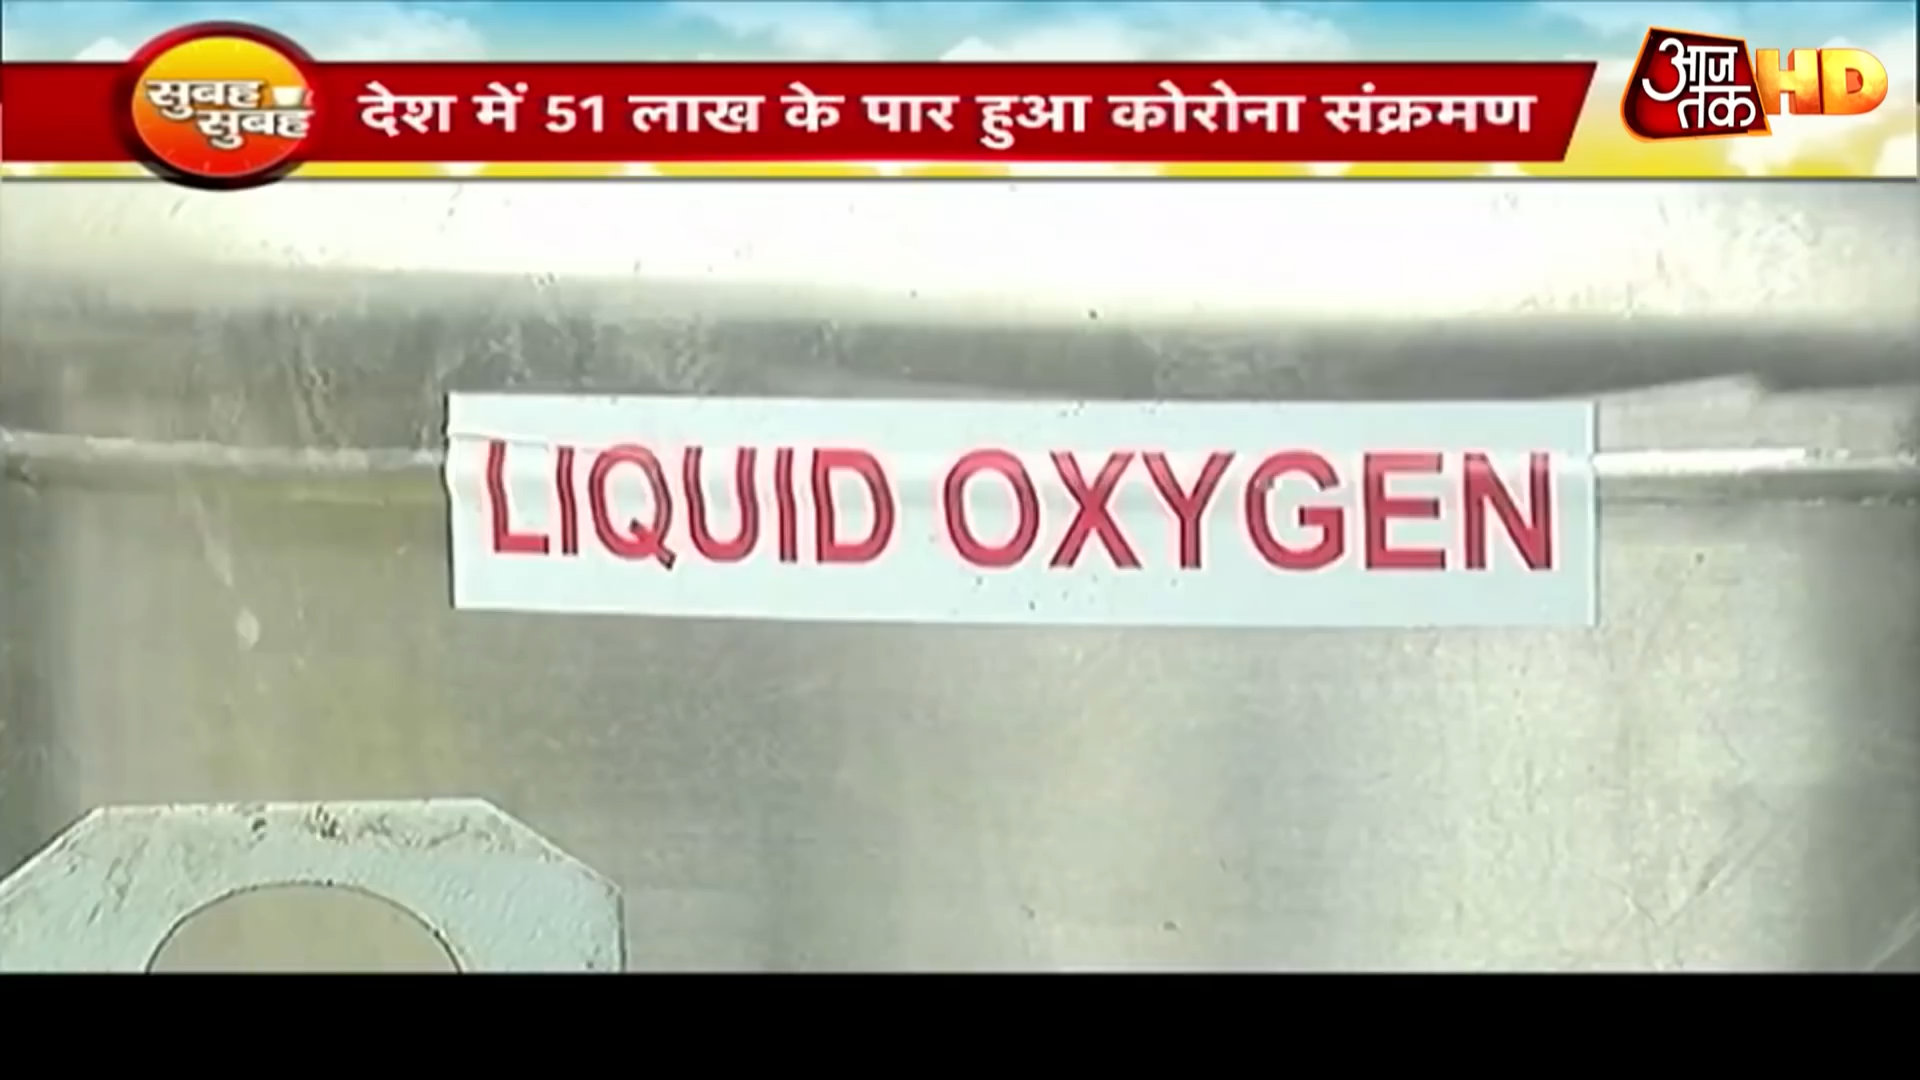 सुबह
सुबह
देश में 51 लाख के पार हुआ कोरोना संक्रमण
आज
तक
HD
LIQUID OXYGEN